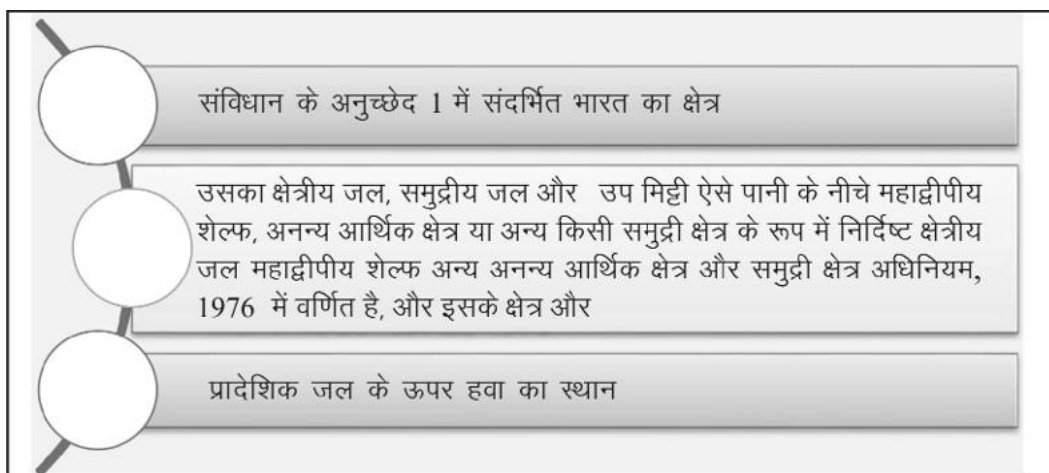 संविधान के अनुच्छेद 1 में संदर्भित भारत का क्षेत्र
उसका क्षेत्रीय जल, समुद्रीय जल और उप मिट्टी ऐसे पानी के नीचे महाद्वीपीय
शेल्फ, अनन्य आर्थिक क्षेत्र या अन्य किसी समुद्री क्षेत्र के रूप में निर्दिष्ट क्षेत्रीय
जल महाद्वीपीय शेल्फ अन्य अनन्य आर्थिक क्षेत्र और समुद्री क्षेत्र अधिनियम,
1976 में वर्णित है, और इसके क्षेत्र और
प्रादेशिक जल के ऊपर हवा का स्थान